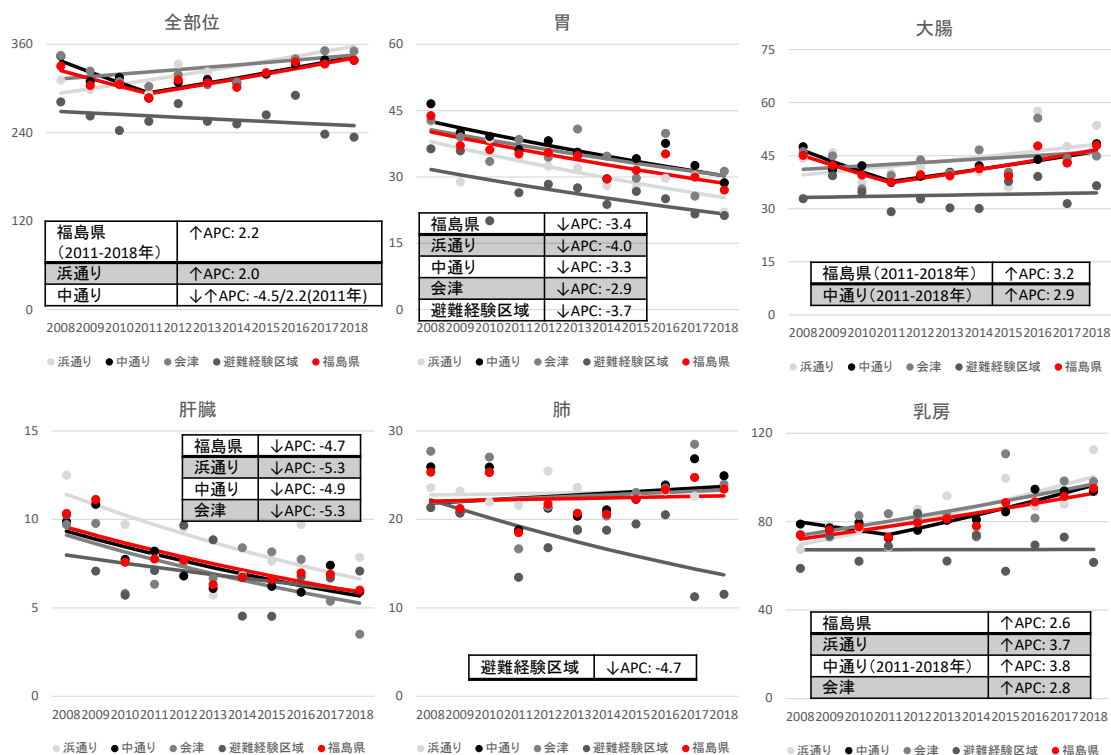 全部位
360
240
120
0
福島県
(2011-2018年) ↑APC: 2.2
浜通り ↑APC: 2.0
中通り ↓↑APC: -4.5/2.2(2011年)
2008 2009 2010 2011 2012 2013 2014 2015 2016 2017 2018
浜通り 中通り 会津 避難経験区域 福島県
胃
60
45
30
15
0
福島県 ↓APC: -3.4
浜通り ↓APC: -4.0
中通り ↓APC: -3.3
会津 ↓APC: -2.9
避難経験区域 ↓APC: -3.7
2008 2009 2010 2011 2012 2013 2014 2015 2016 2017 2018
浜通り 中通り 会津 避難経験区域 福島県
大腸
75
60
45
30
15
0
福島県(2011-2018年) ↑APC: 3.2
中通り(2011-2018年) ↑APC: 2.9
2008 2009 2010 2011 2012 2013 2014 2015 2016 2017 2018
浜通り 中通り 会津 避難経験区域 福島県
肝臓
15
10
5
0
福島県 ↓APC: -4.7
浜通り ↓APC: -5.3
中通り ↓APC: -4.9
会津 ↓APC: -5.3
2008 2009 2010 2011 2012 2013 2014 2015 2016 2017 2018
浜通り 中通り 会津 避難経験区域 福島県
肺
30
20
10
0
避難経験区域 ↓APC: -4.7
2008 2009 2010 2011 2012 2013 2014 2015 2016 2017 2018
浜通り 中通り 会津 避難経験区域 福島県
乳房
120
80
40
0
福島県 ↑APC: 2.6
浜通り ↑APC: 3.7
中通り(2011-2018年) ↑APC: 3.8
会津 ↑APC: 2.8
2008 2009 2010 2011 2012 2013 2014 2015 2016 2017 2018
浜通り 中通り 会津 避難経験区域 福島県